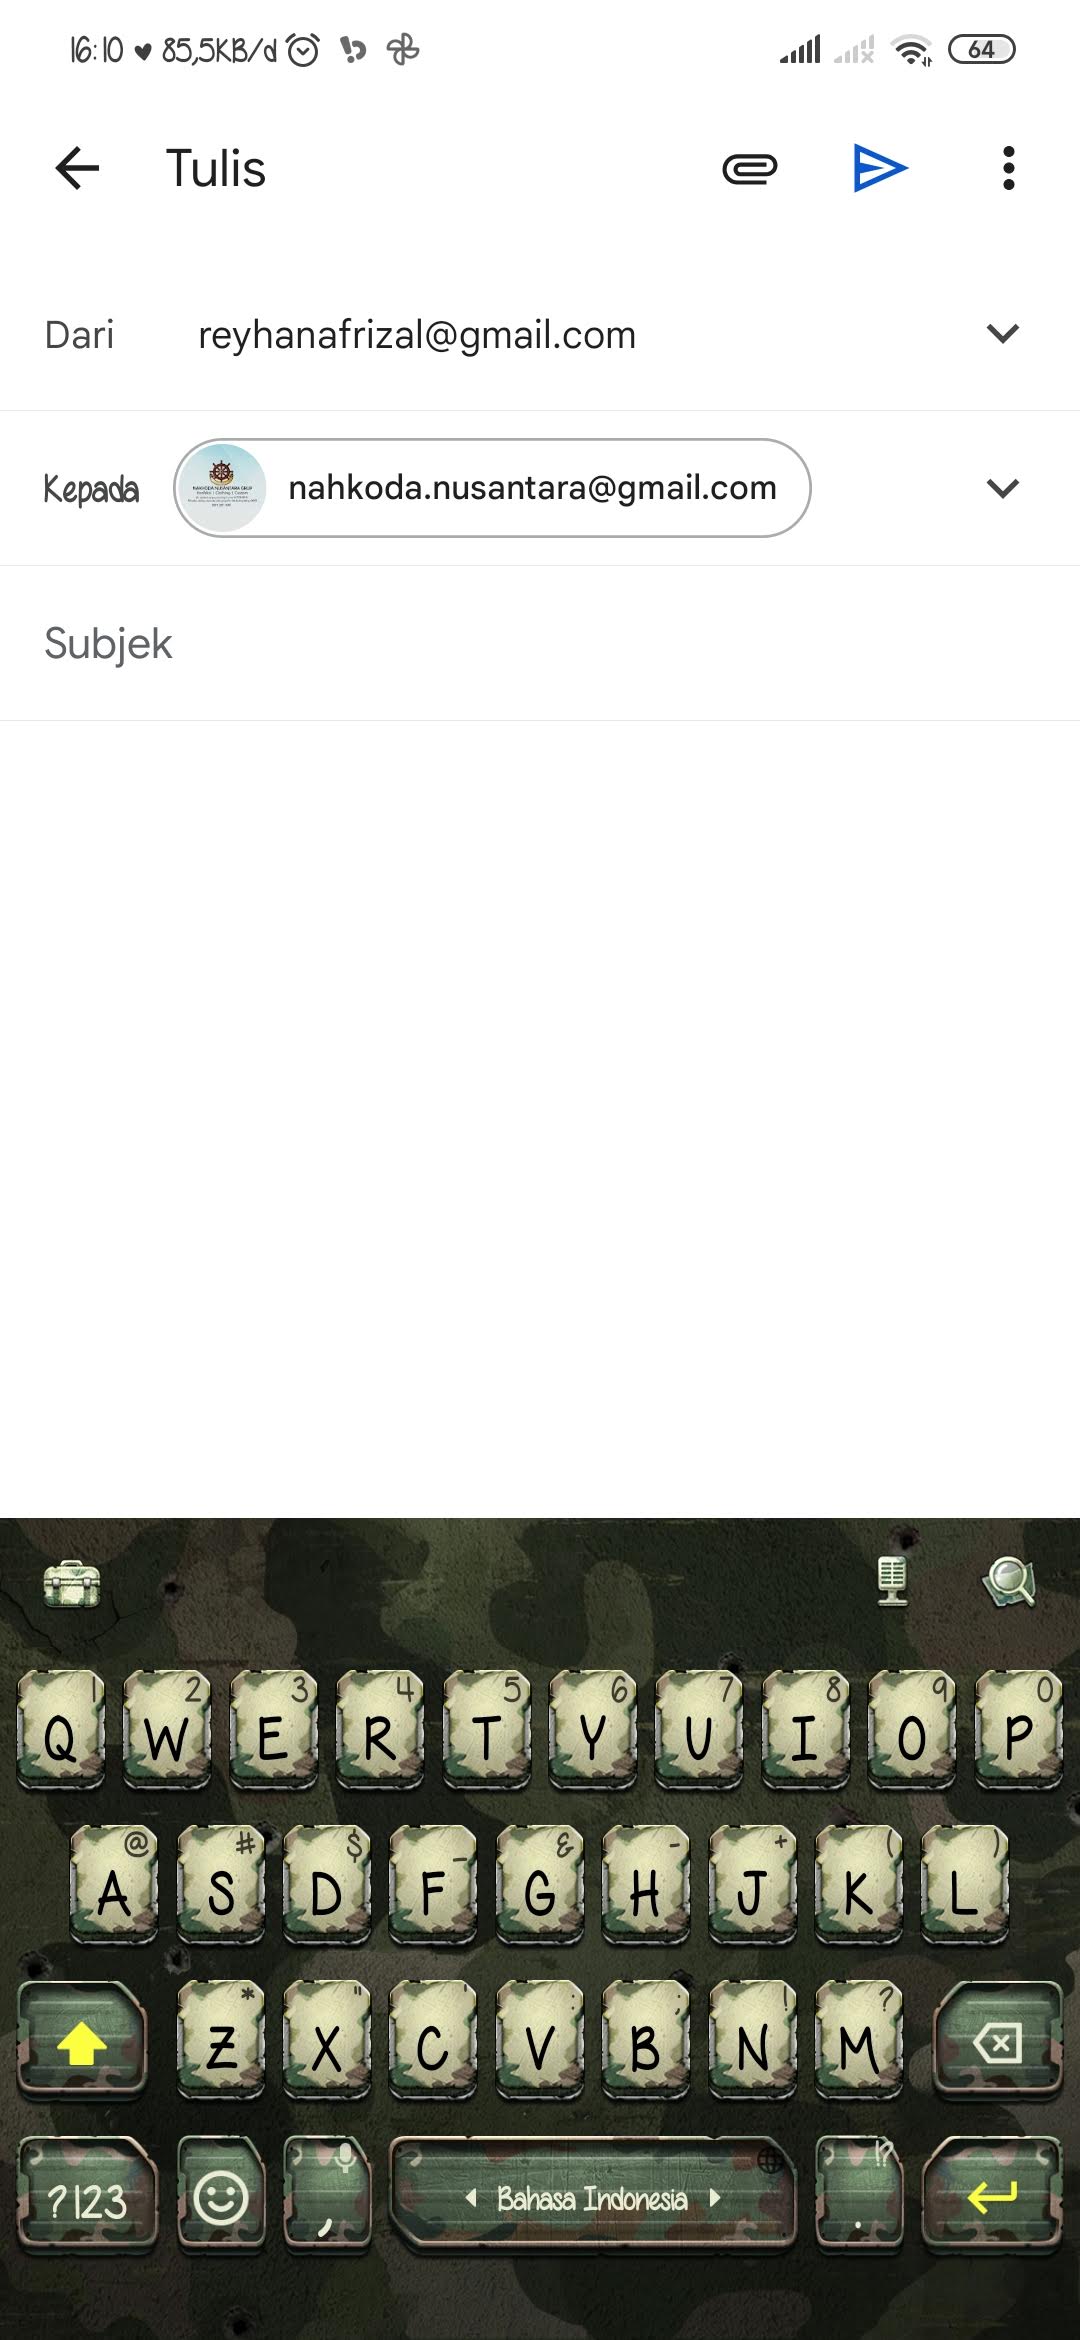 16:10 ♥ 85,5KB/d 64
Tulis
Dari reyhanafrizal@gmail.com
Kepada nahkoda.nusantara@gmail.com
Subjek
1 2 3 4 5 6 7 8 9 0
Q W E R T Y U I O P
@ # $ _ & - + ( )
A S D F G H J K L
* " ' : ; ! ?
Z X C V B N M
!?
?123 , Bahasa Indonesia .